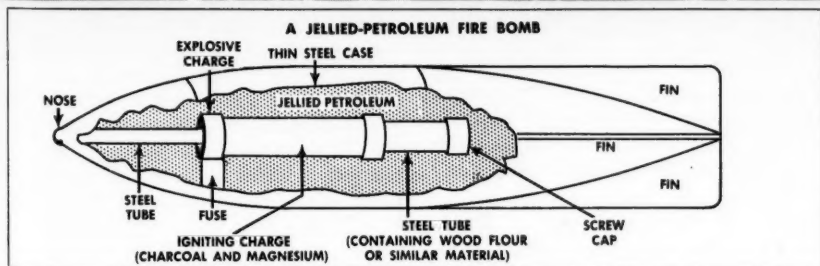 A JELLIED-PETROLEUM FIRE BOMB
EXPLOSIVE
CHARGE
THIN STEEL CASE
NOSE
JELLIED PETROLEUM
FIN
FIN
FIN
STEEL
TUBE
FUSE
IGNITING CHARGE
(CHARCOAL AND MAGNESIUM)
STEEL TUBE
(CONTAINING WOOD FLOUR
OR SIMILAR MATERIAL)
SCREW
CAP